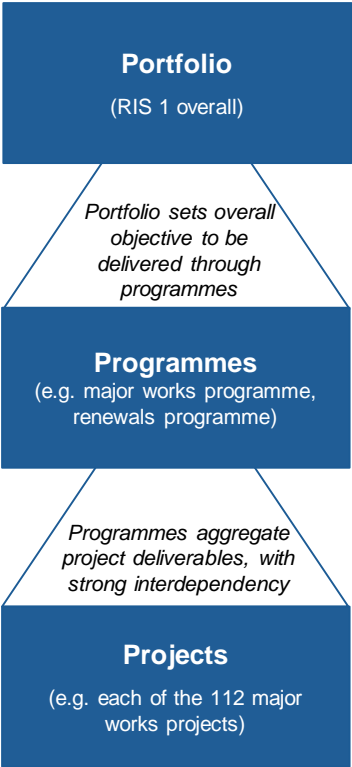 Portfolio
(RIS 1 overall)
Portfolio sets overall
objective to be
delivered through
programmes
Programmes
(e.g. major works programme,
renewals programme)
Programmes aggregate
project deliverables, with
strong interdependency
Projects
(e.g. each of the 112 major
works projects)